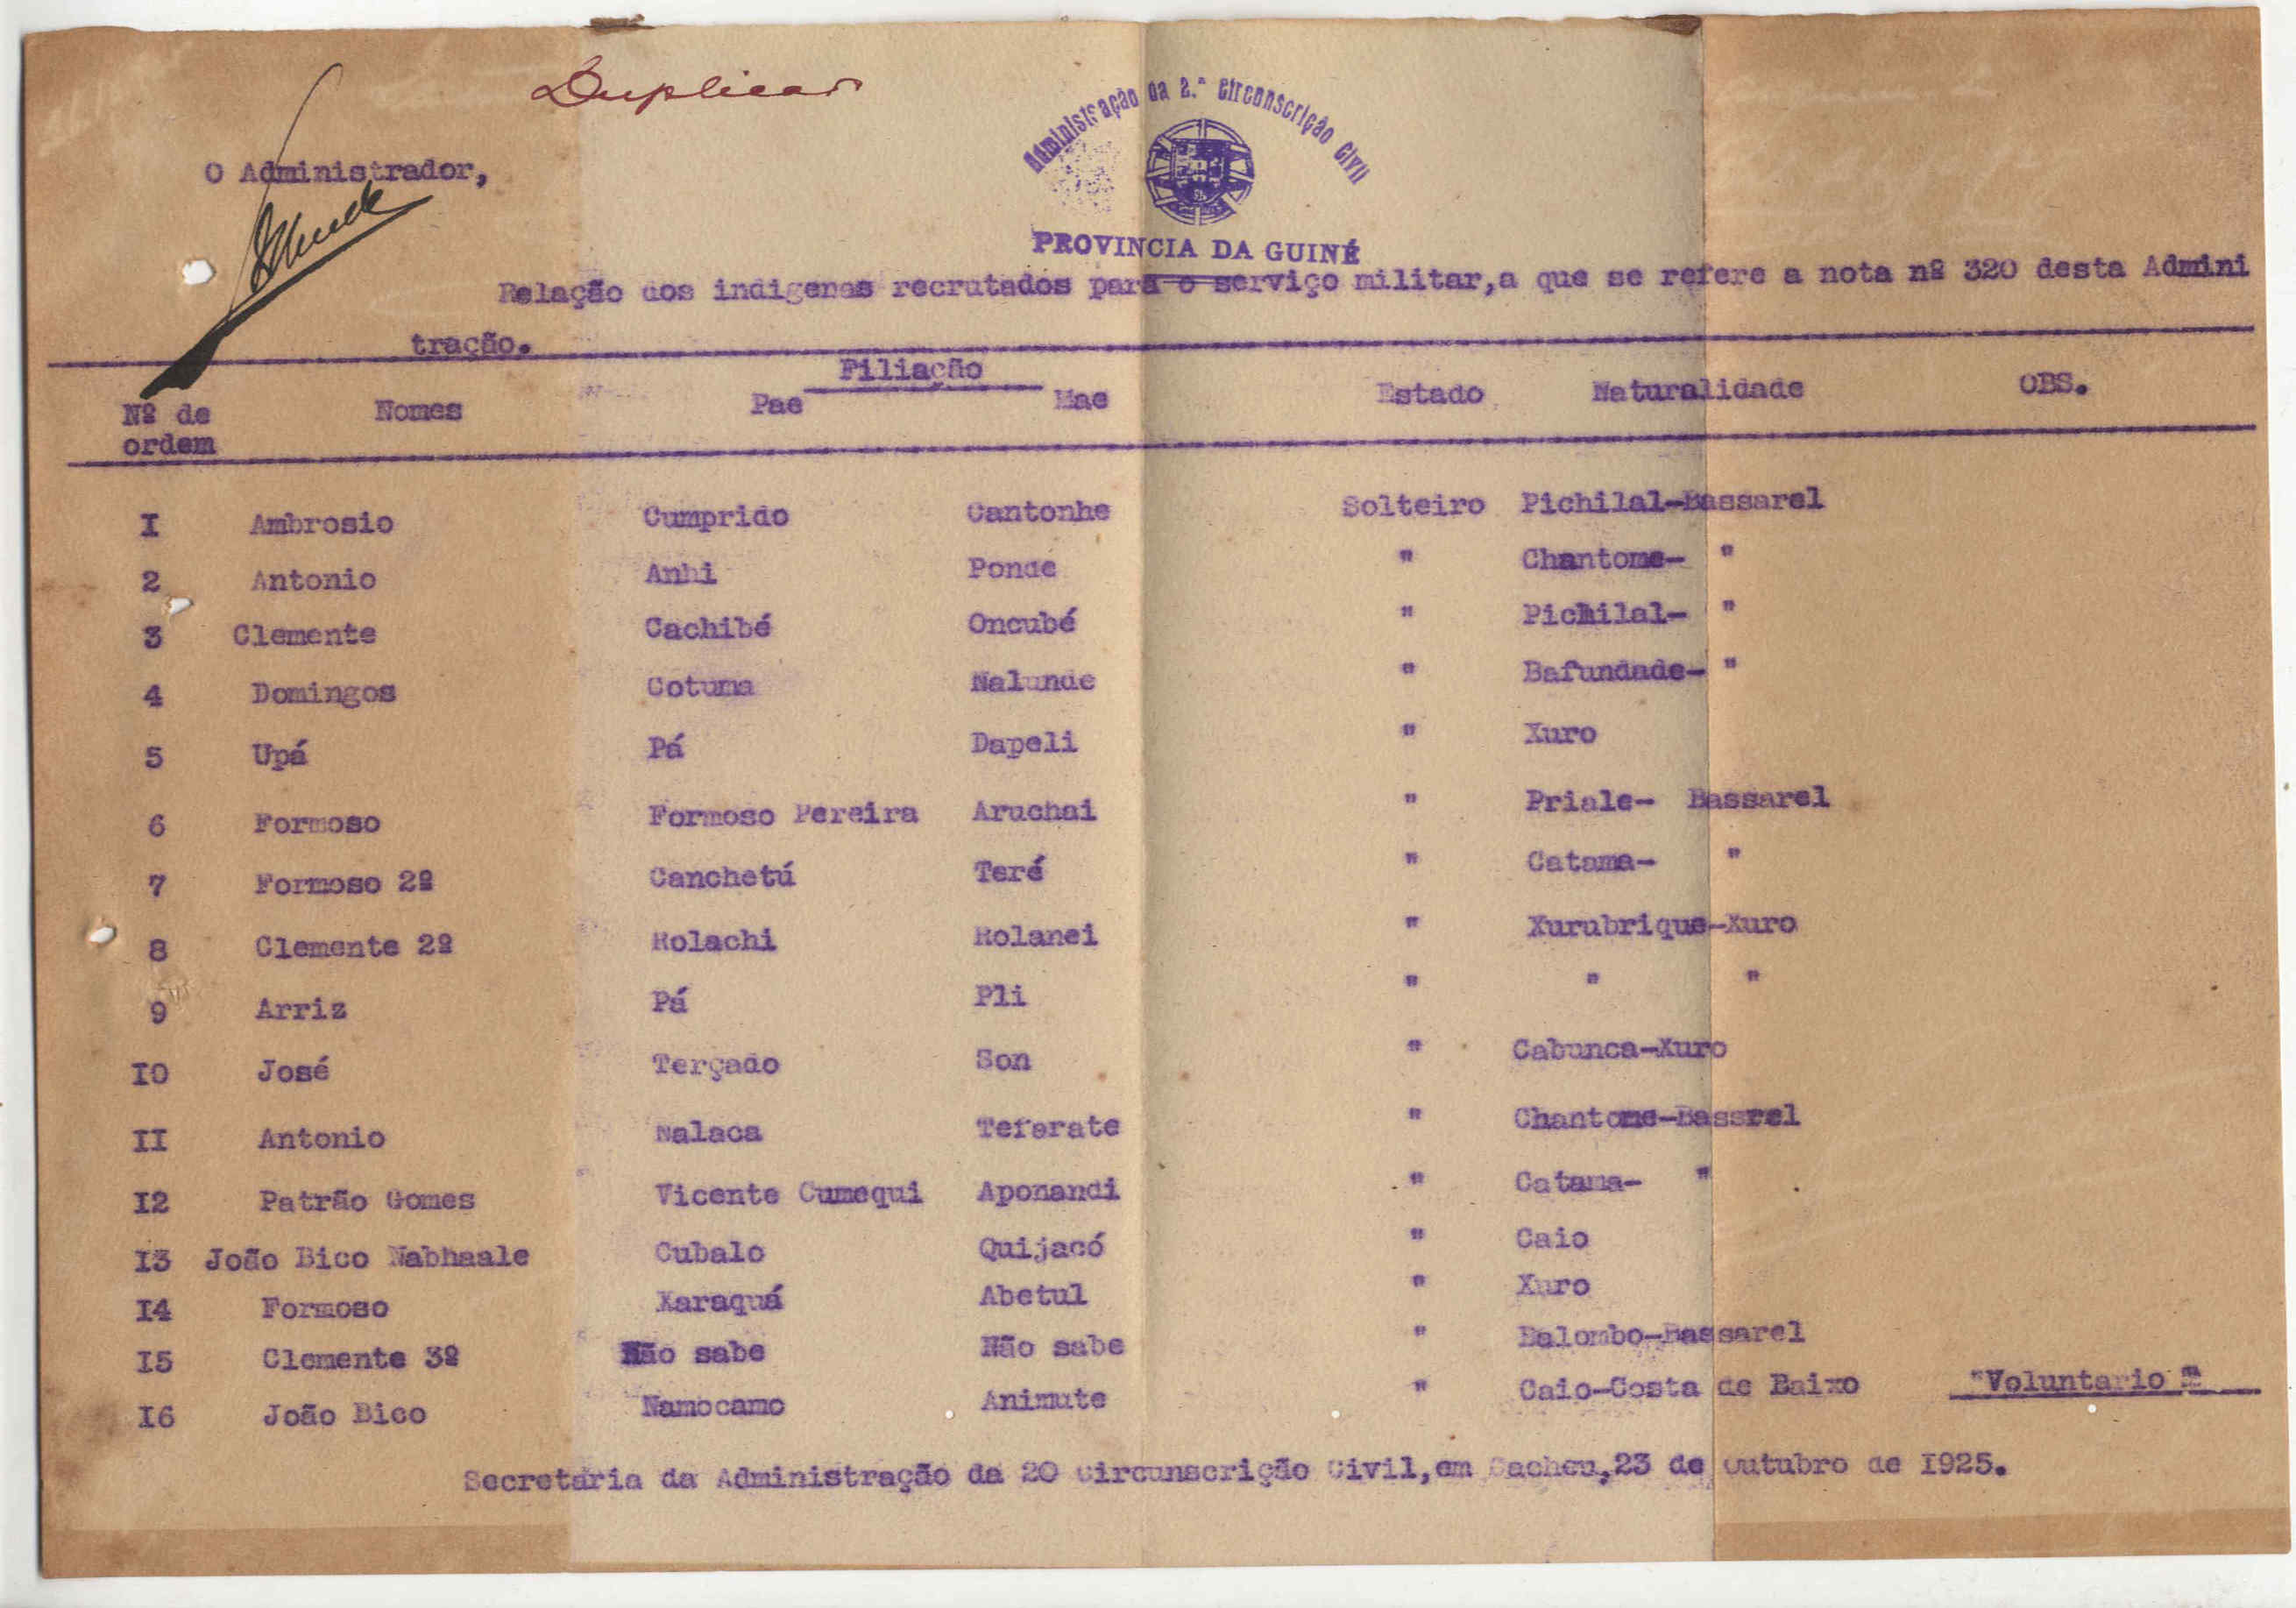 Duplicar
Administração da 2.ª Circonscrição Civil
O Administrador,
PROVINCIA DA GUINÉ
Relação dos indigenas recrutados para o serviço militar,a que se refere a nota nº 320 desta Admini
tração.
Filiação
Nº de ordem Nomes Pae Mae Estado Naturalidade OBS.
I Ambrosio Cumprido Cantonhe Solteiro Pichilal-Bassarel
2 Antonio Anhi Ponde " Chantome- "
3 Clemente Cachibé Oncubé " Pichilal- "
4 Domingos Cotuma Nalunde " Bafundade- "
5 Upá Pá Dapeli " Xuro
6 Formoso Formoso Pereira Aruchai " Priale- Bassarel
7 Formoso 2º Canchetú Teré " Catama- "
8 Clemente 2º Rolachi Rolanei " Xurubrique-Xuro
9 Arriz Pá Pli " " "
IO José Terçado Son " Cabunca-Xuro
II Antonio Nalaca Teferate " Chantome-Bassrel
I2 Patrão Gomes Vicente Cumequi Aponandi " Catama- "
I3 João Bico Nabhaale Cubalo Quijacó " Caio
I4 Formoso Xaraquá Abetul " Xuro
I5 Clemente 3º Não sabe Não sabe " Balombo-Bassarel
I6 João Bico Namocamo Animute " Caio-Costa de Baixo "Voluntario "
Secretaria da Administração da 2O Circunscrição Civil,em Cacheu,23 de Outubro de I925.